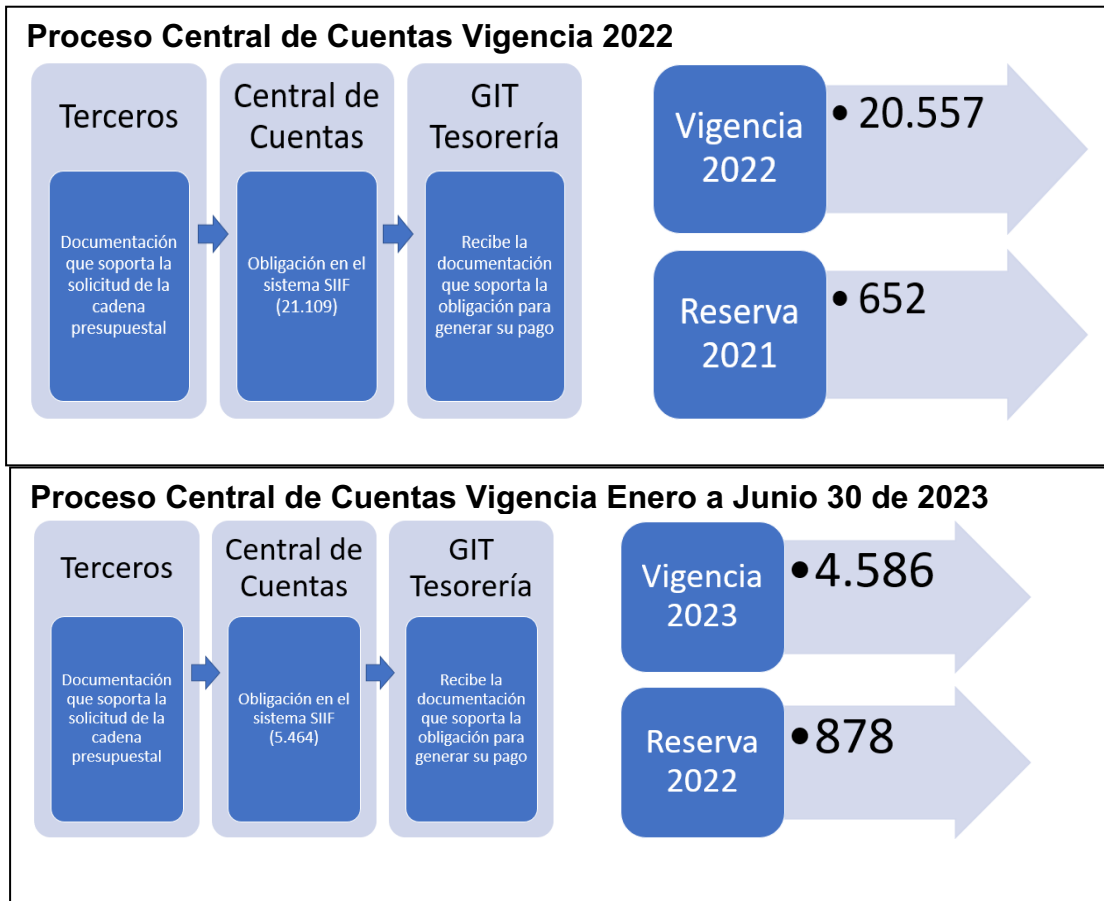 Proceso Central de Cuentas Vigencia 2022
Terceros
Documentación
que soporta la
solicitud de la
cadena
presupuestal
Central de
Cuentas
Obligación en el
sistema SIIF
(21.109)
GIT
Tesorería
Recibe la
documentación
que soporta la
obligación para
generar su pago
Vigencia
2022
• 20.557
Reserva
2021
• 652
Proceso Central de Cuentas Vigencia Enero a Junio 30 de 2023
Terceros
Documentación
que soporta la
solicitud de la
cadena
presupuestal
Central de
Cuentas
Obligación en el
sistema SIIF
(5.464)
GIT
Tesorería
Recibe la
documentación
que soporta la
obligación para
generar su pago
Vigencia
2023
•4.586
Reserva
2022
•878